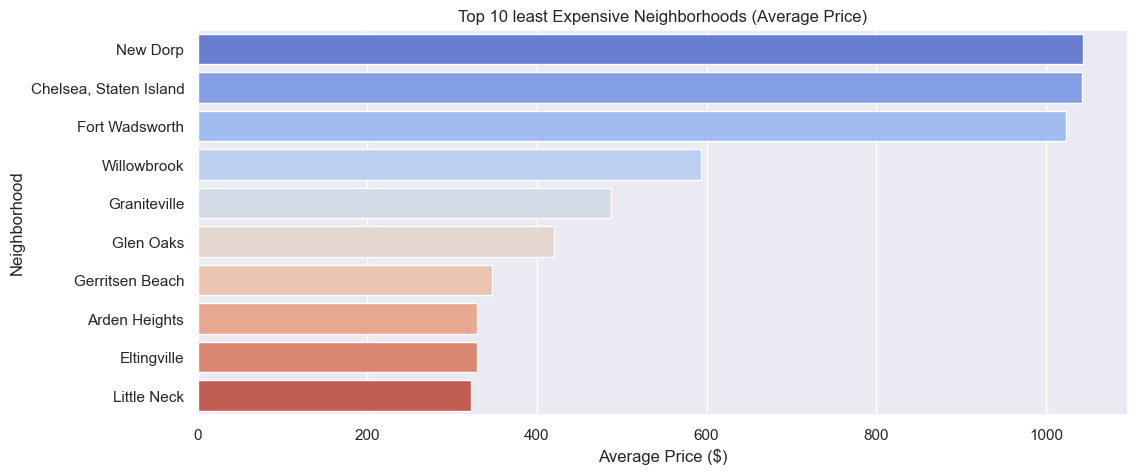 Top 10 least Expensive Neighborhoods (Average Price)
Neighborhood
New Dorp
Chelsea, Staten Island
Fort Wadsworth
Willowbrook
Graniteville
Glen Oaks
Gerritsen Beach
Arden Heights
Eltingville
Little Neck
0 200 400 600 800 1000
Average Price ($)